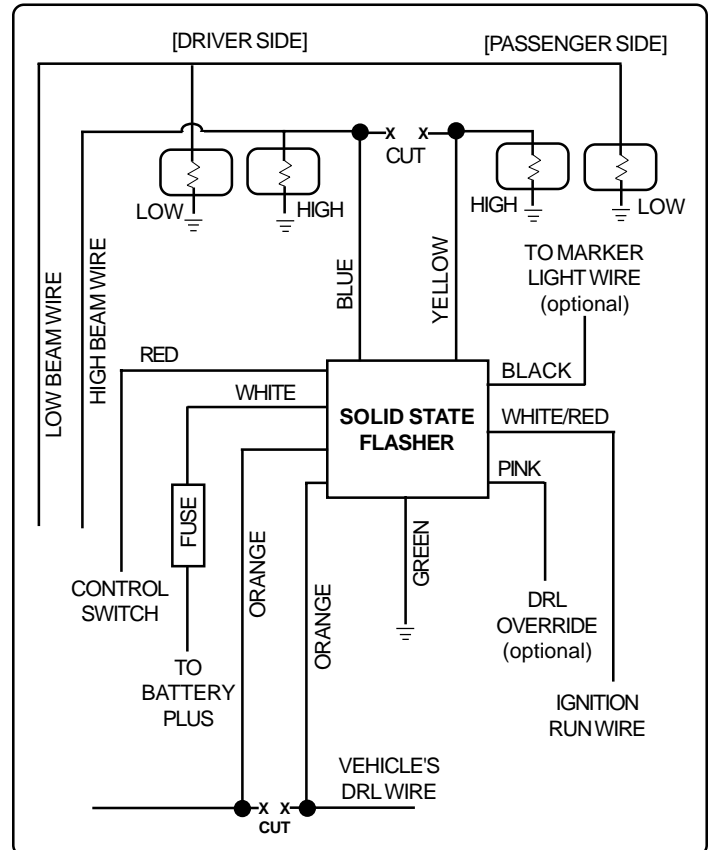 [DRIVER SIDE]
[PASSENGER SIDE]
X X
CUT
LOW
HIGH
HIGH
LOW
LOW BEAM WIRE
HIGH BEAM WIRE
BLUE
YELLOW
TO MARKER
LIGHT WIRE
(optional)
RED
BLACK
WHITE
SOLID STATE
FLASHER
WHITE/RED
PINK
FUSE
ORANGE
ORANGE
GREEN
CONTROL
SWITCH
DRL
OVERRIDE
(optional)
TO
BATTERY
PLUS
IGNITION
RUN WIRE
VEHICLE'S
DRL WIRE
X X
CUT